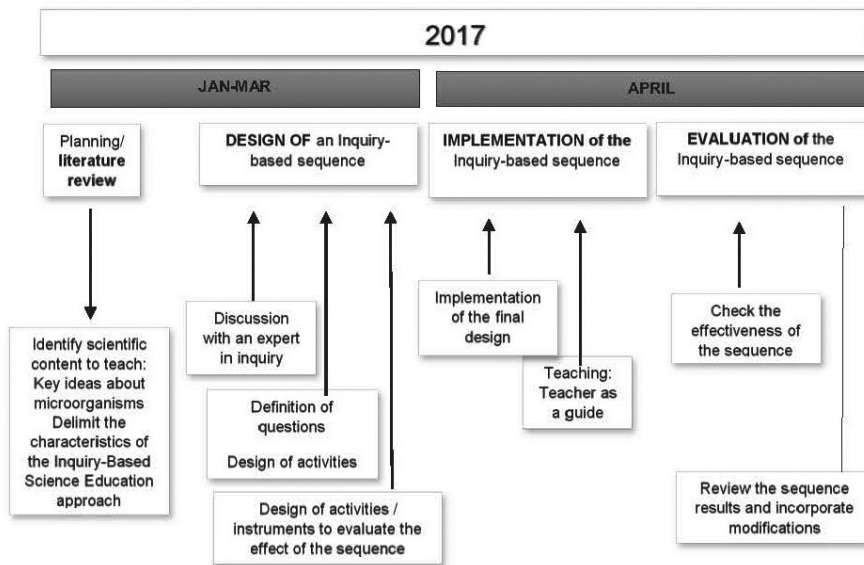 2017
JAN-MAR
APRIL
Planning/
literature
review
DESIGN OF an Inquiry-
based sequence
IMPLEMENTATION of the
Inquiry-based sequence
EVALUATION of the
Inquiry-based sequence
Identify scientific
content to teach:
Key ideas about
microorganisms
Delimit the
characteristics of
the Inquiry-Based
Science Education
approach
Discussion
with an expert
in inquiry
Definition of
questions
Design of activities
Design of activities /
instruments to evaluate the
effect of the sequence
Implementation
of the final
design
Teaching:
Teacher as
a guide
Check the
effectiveness of
the sequence
Review the sequence
results and incorporate
modifications